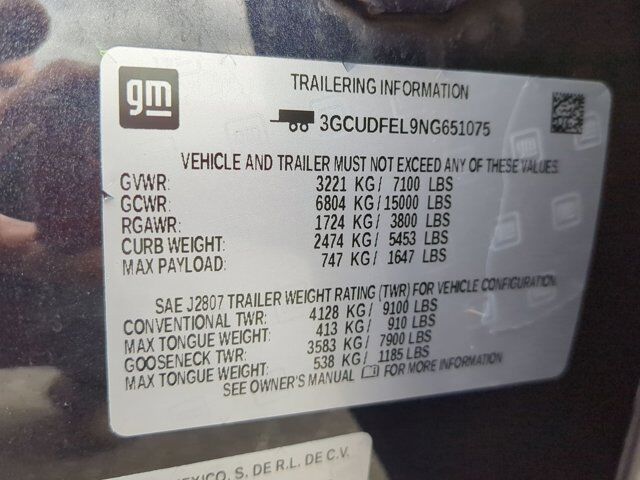 gm
TRAILERING INFORMATION
3GCUDFEL9NG651075
VEHICLE AND TRAILER MUST NOT EXCEED ANY OF THESE VALUES.
GVWR: 3221 KG/ 7100 LBS
GCWR: 6804 KG/ 15000 LBS
RGAWR: 1724 KG/ 3800 LBS
CURB WEIGHT: 2474 KG/ 5453 LBS
MAX PAYLOAD: 747 KG/ 1647 LBS
SAE J2807 TRAILER WEIGHT RATING (TWR) FOR VEHICLE CONFIGURATION.
CONVENTIONAL TWR: 4128 KG/ 9100 LBS
MAX TONGUE WEIGHT: 413 KG/ 910 LBS
GOOSENECK TWR: 3583 KG/ 7900 LBS
MAX TONGUE WEIGHT: 538 KG/ 1185 LBS
SEE OWNER'S MANUAL FOR MORE INFORMATION
S. DE R.L. DE C.V.